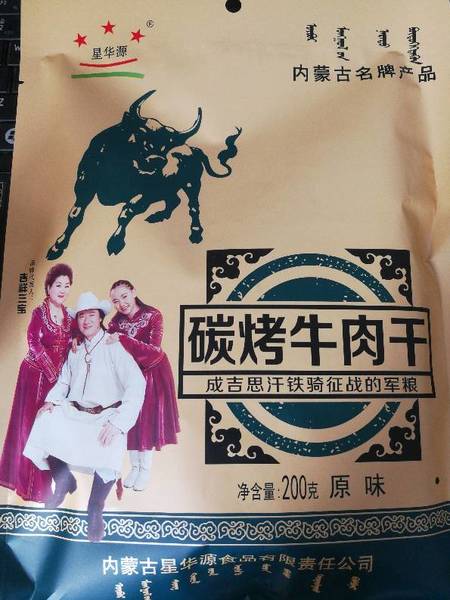 星华源
®
内蒙古名牌产品
吉祥三宝
碳烤牛肉干
成吉思汗铁骑征战的军粮
净含量:200克 原味
内蒙古星华源食品有限责任公司